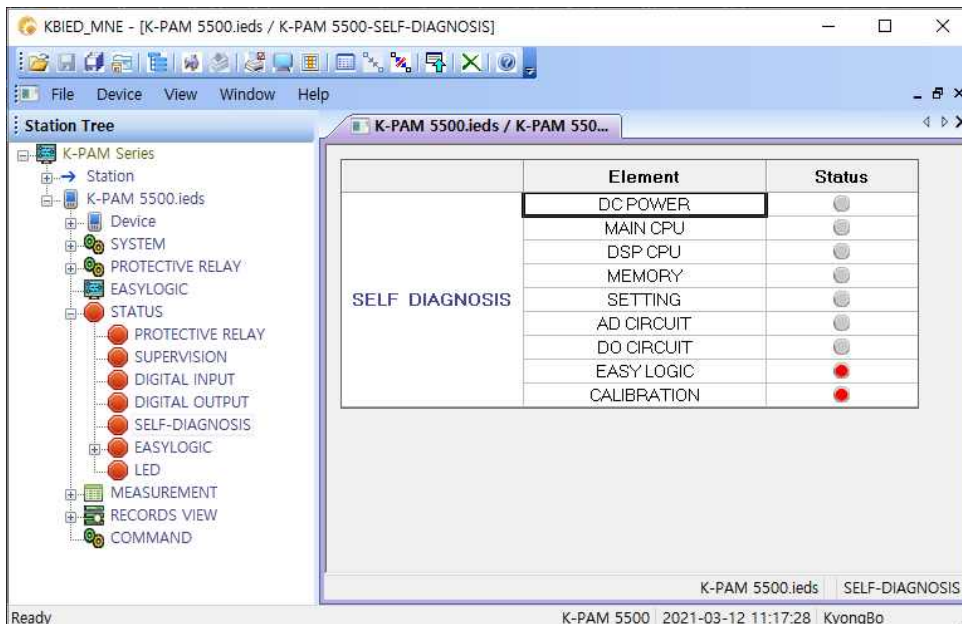 KBIED_MNE - [K-PAM 5500.ieds / K-PAM 5500-SELF-DIAGNOSIS]
File Device View Window Help
Station Tree
K-PAM 5500.ieds / K-PAM 550...
K-PAM Series
Station
K-PAM 5500.ieds
Device
SYSTEM
PROTECTIVE RELAY
EASYLOGIC
STATUS
PROTECTIVE RELAY
SUPERVISION
DIGITAL INPUT
DIGITAL OUTPUT
SELF-DIAGNOSIS
EASYLOGIC
LED
MEASUREMENT
RECORDS VIEW
COMMAND
Element Status
SELF DIAGNOSIS
DC POWER
MAIN CPU
DSP CPU
MEMORY
SETTING
AD CIRCUIT
DO CIRCUIT
EASY LOGIC
CALIBRATION
K-PAM 5500.ieds SELF-DIAGNOSIS
Ready K-PAM 5500 2021-03-12 11:17:28 KyongBo